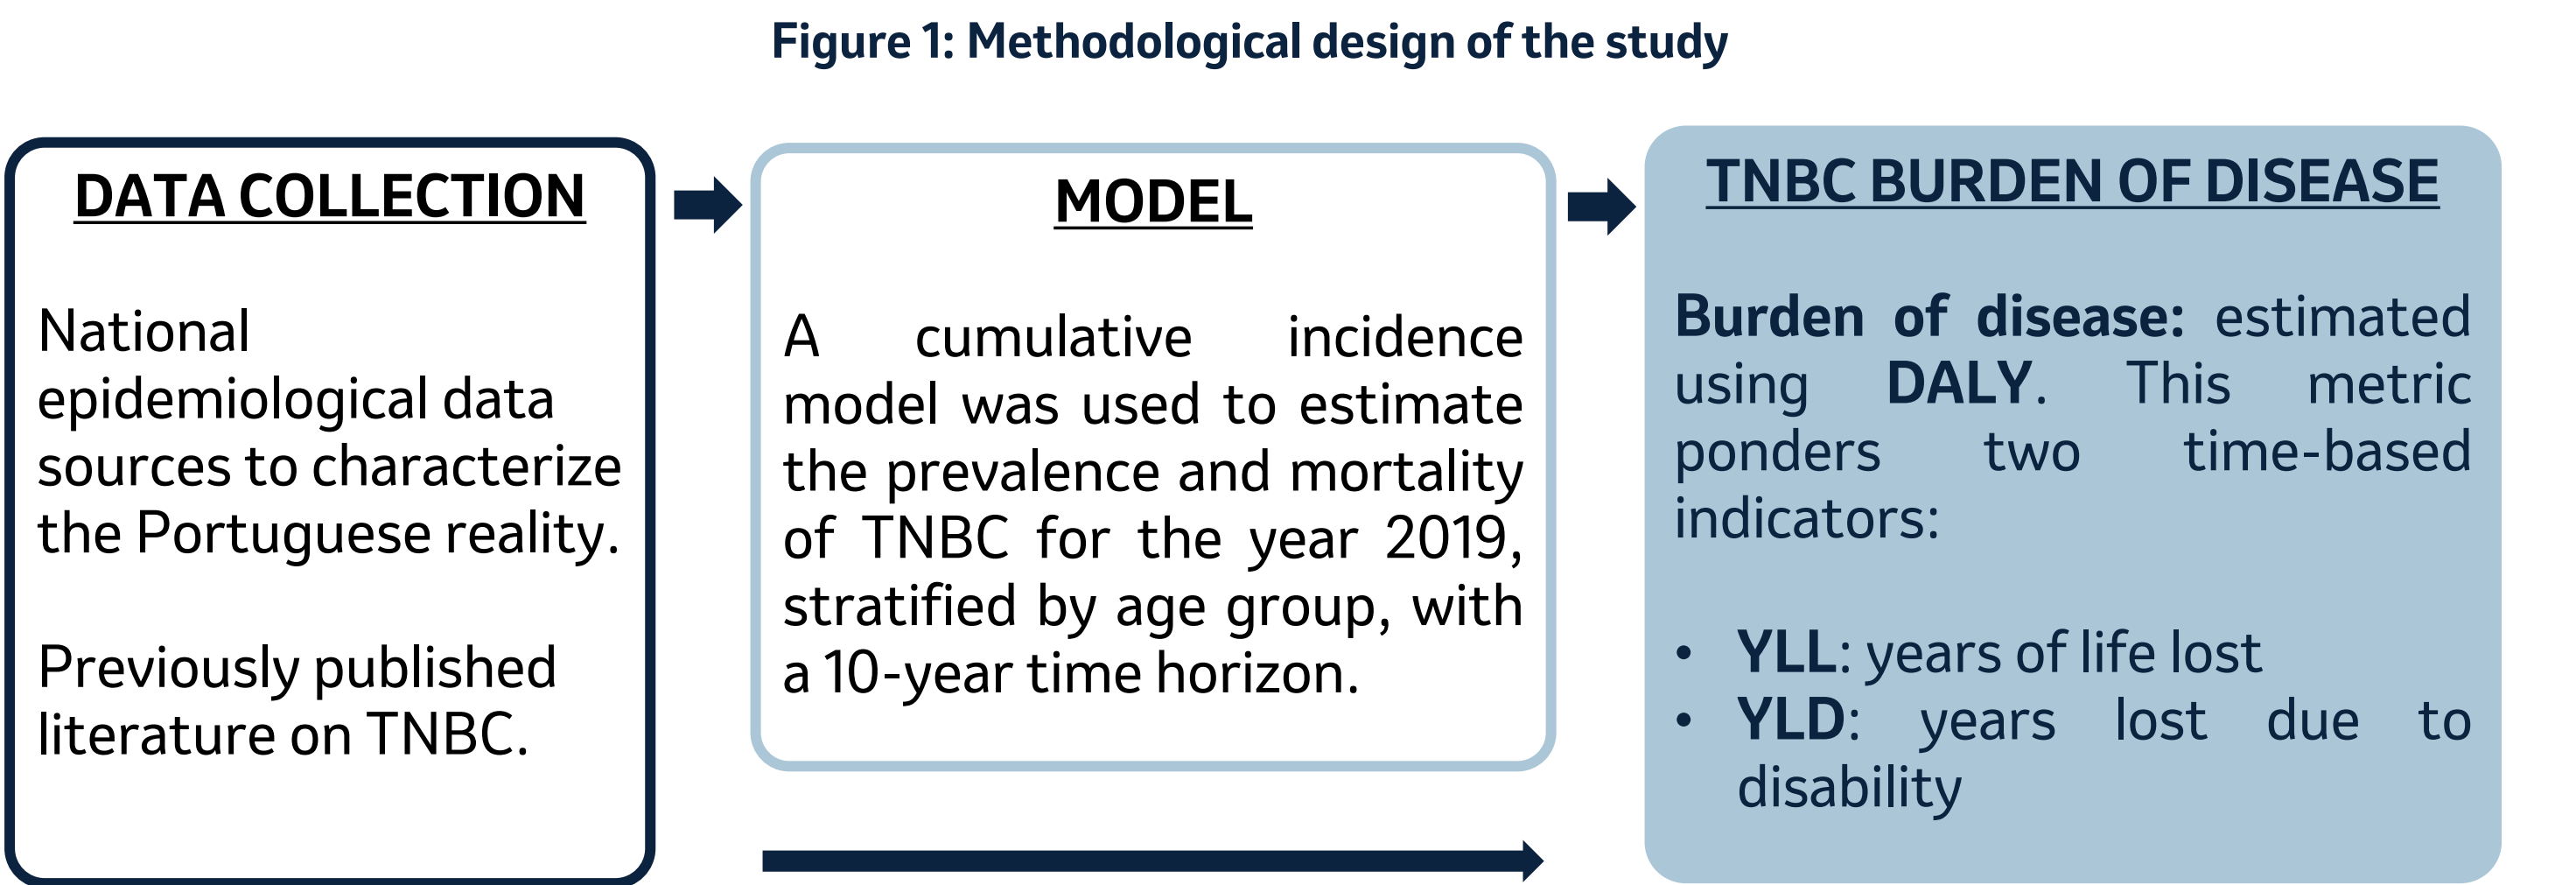 Figure 1: Methodological design of the study
DATA COLLECTION
National
epidemiological data
sources to characterize
the Portuguese reality.
Previously published
literature on TNBC.
MODEL
A cumulative incidence
model was used to estimate
the prevalence and mortality
of TNBC for the year 2019,
stratified by age group, with
a 10-year time horizon.
TNBC BURDEN OF DISEASE
Burden of disease: estimated
using DALY. This metric
ponders two time-based
indicators:
• YLL: years of life lost
• YLD: years lost due to
disability